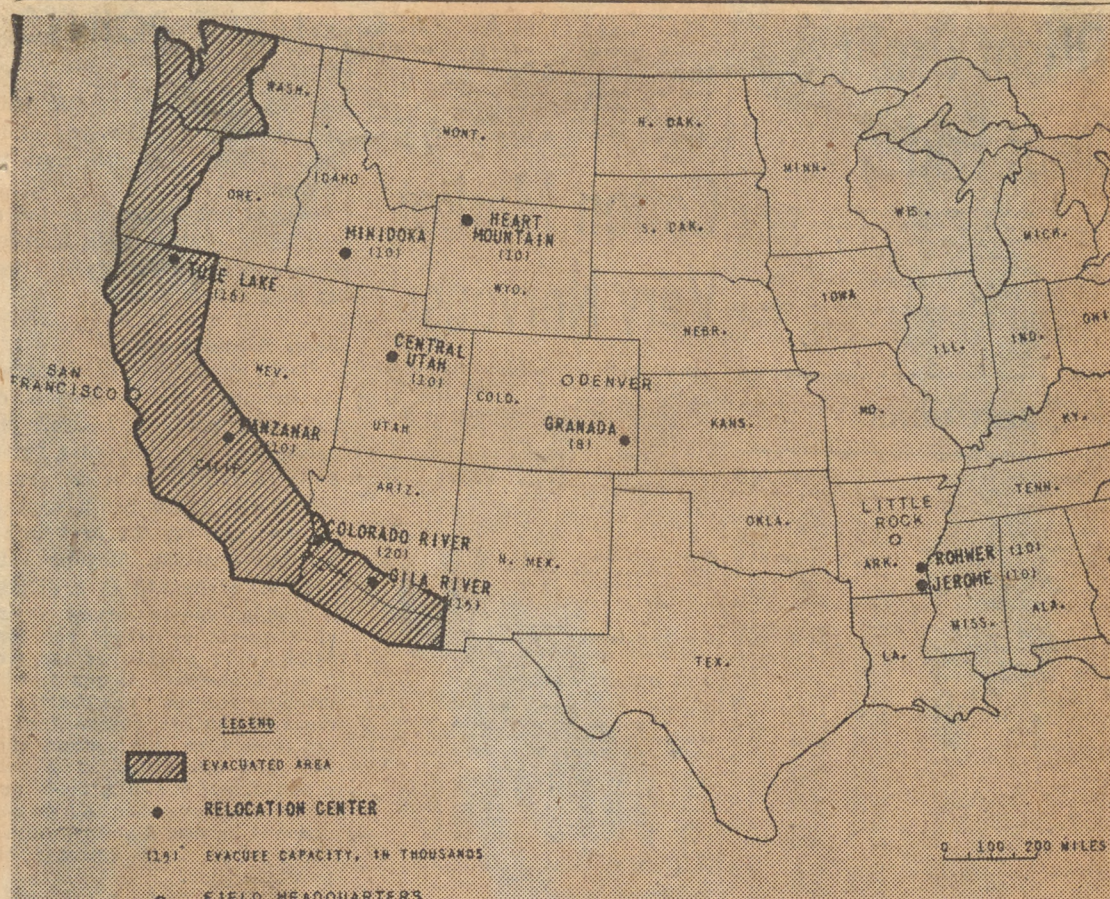 WASH.
MONT.
N. DAK.
MINN.
ORE.
IDAHO
MINIDOKA
(10)
HEART
MOUNTAIN
(10)
WYO.
S. DAK.
WIS.
MICH.
TULE LAKE
(16)
IOWA
NEBR.
ILL.
IND.
OHI
CENTRAL
UTAH
(10)
NEV.
UTAH
COLO.
DENVER
GRANADA
(8)
KANS.
MO.
KY.
SAN
FRANCISCO
MANZANAR
(10)
CALIF.
ARIZ.
COLORADO RIVER
(20)
GILA RIVER
(15)
N. MEX.
OKLA.
TENN.
LITTLE
ROCK
ARK.
ROHWER (10)
JEROME (10)
MISS.
ALA.
TEX.
LA.
LEGEND
EVACUATED AREA
RELOCATION CENTER
(15) EVACUEE CAPACITY, IN THOUSANDS
FIELD HEADQUARTERS
0 100 200 MILES